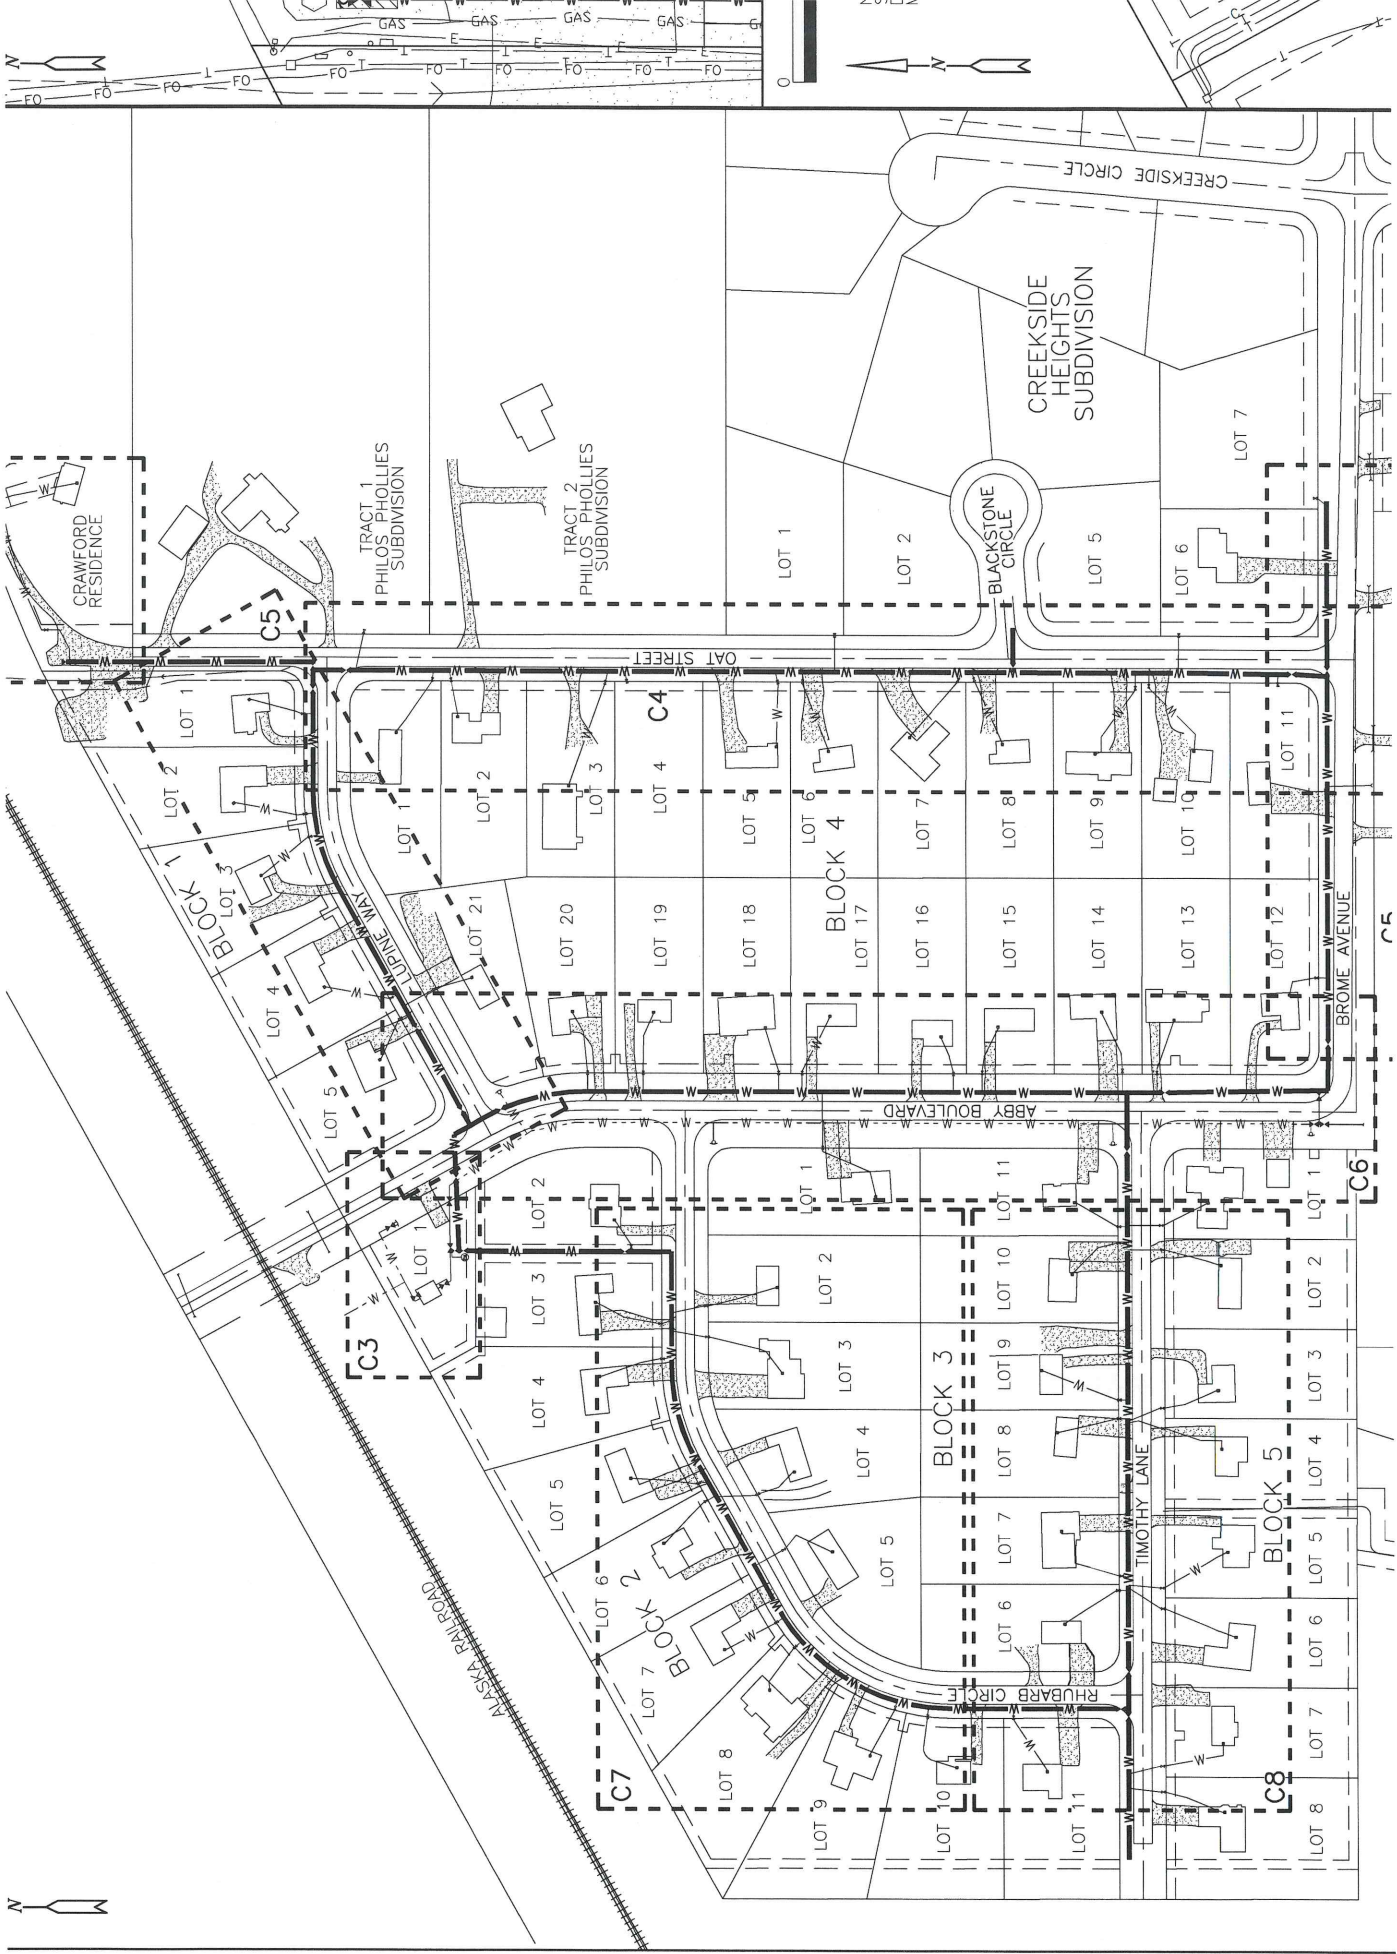 N
FO FO FO FO FO FO FO FO
T T T T T T
GAS GAS GAS GAS
E E E E
0
N
N
CRAWFORD
RESIDENCE
TRACT 1
PHILOS PHOLLIES
SUBDIVISION
TRACT 2
PHILOS PHOLLIES
SUBDIVISION
CREEKSIDE
HEIGHTS
SUBDIVISION
CREEKSIDE CIRCLE
LOT 1
LOT 2
BLACKSTONE
CIRCLE
LOT 5
LOT 6
LOT 7
C5
OAT STREET
C4
BLOCK 1
LOT 1
LOT 2
LOT 3
LOT 4
LOT 5
LUPINE WAY
BLOCK 4
LOT 1
LOT 2
LOT 3
LOT 4
LOT 5
LOT 6
LOT 7
LOT 8
LOT 9
LOT 10
LOT 11
LOT 21
LOT 20
LOT 19
LOT 18
LOT 17
LOT 16
LOT 15
LOT 14
LOT 13
LOT 12
BROME AVENUE
C5
ABBY BOULEVARD
C6
C3
LOT 1
BLOCK 2
LOT 2
LOT 3
LOT 4
LOT 5
LOT 6
LOT 7
LOT 8
LOT 9
LOT 10
LOT 11
BLOCK 3
LOT 1
LOT 2
LOT 3
LOT 4
LOT 5
LOT 6
LOT 7
LOT 8
LOT 9
LOT 10
LOT 11
RHUBARB CIRCLE
TIMOTHY LANE
BLOCK 5
LOT 1
LOT 2
LOT 3
LOT 4
LOT 5
LOT 6
LOT 7
LOT 8
C7
C8
ALASKA RAILROAD
N